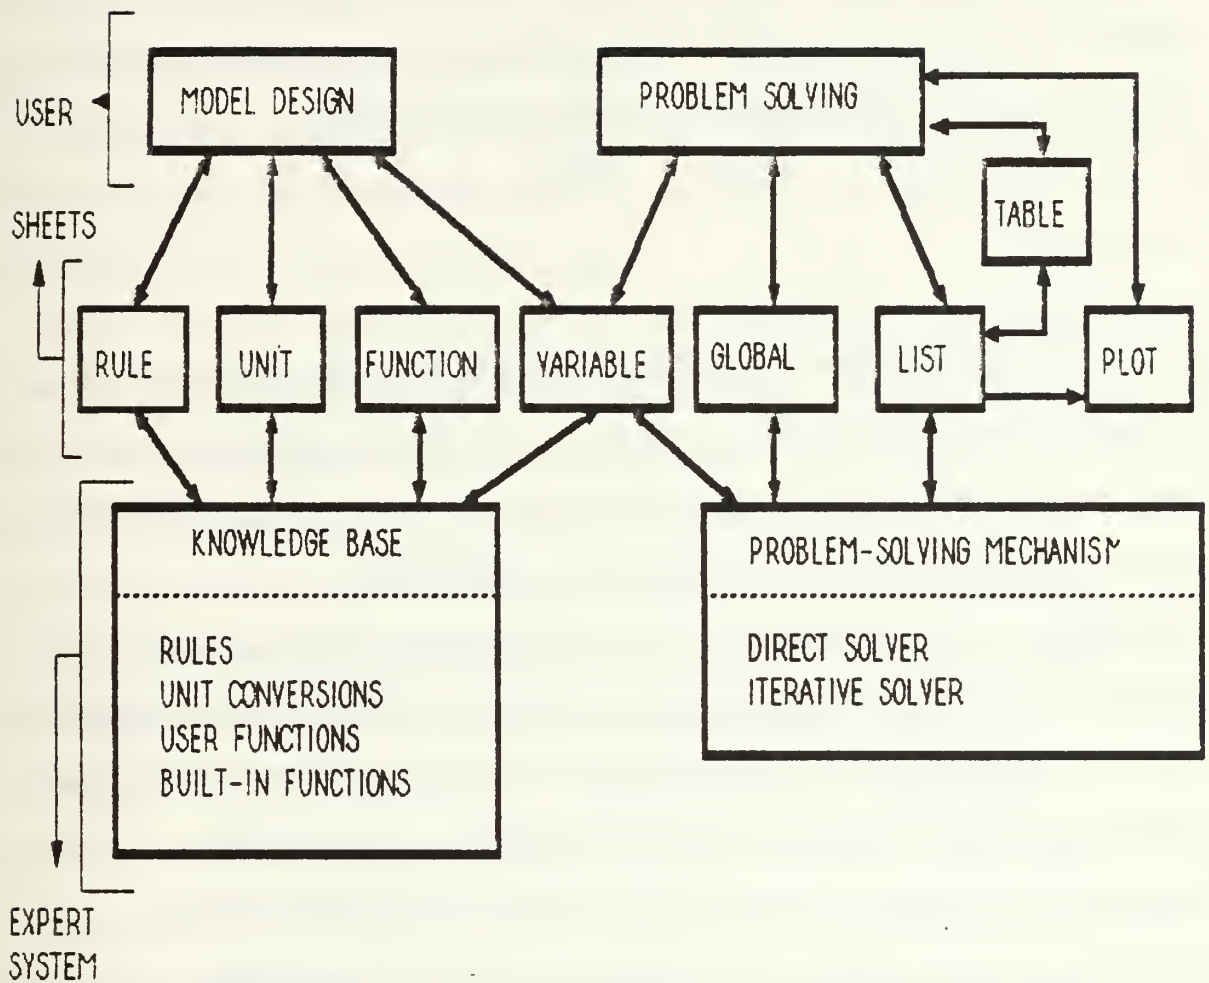 USER
MODEL DESIGN
PROBLEM SOLVING
TABLE
SHEETS
RULE
UNIT
FUNCTION
VARIABLE
GLOBAL
LIST
PLOT
KNOWLEDGE BASE
RULES
UNIT CONVERSIONS
USER FUNCTIONS
BUILT-IN FUNCTIONS
PROBLEM-SOLVING MECHANISM
DIRECT SOLVER
ITERATIVE SOLVER
EXPERT
SYSTEM